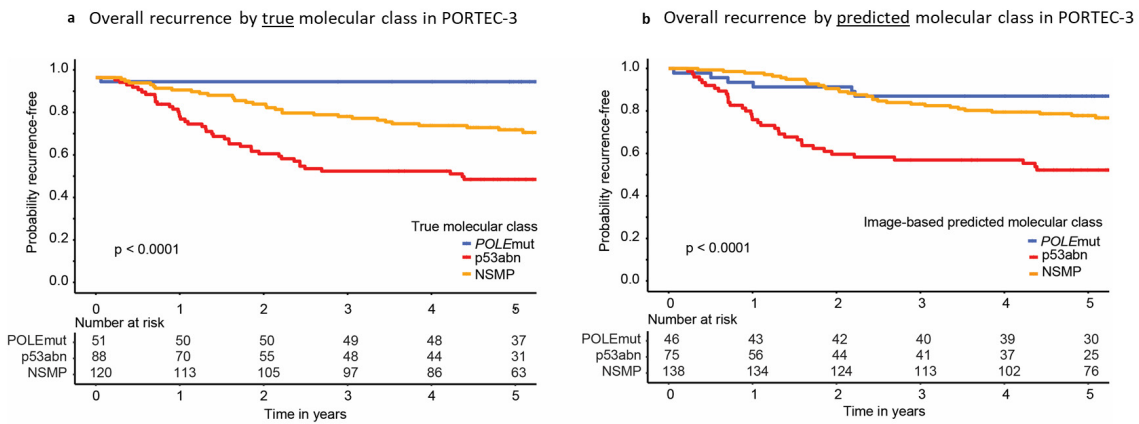 a Overall recurrence by true molecular class in PORTEC-3
Probability recurrence-free
1.0
0.8
0.6
0.4
0.2
0.0
True molecular class
POLEmut
p53abn
NSMP
p < 0.0001
0 1 2 3 4 5
Number at risk
POLEmut 51 50 50 49 48 37
p53abn 88 70 55 48 44 31
NSMP 120 113 105 97 86 63
0 1 2 3 4 5
Time in years
b Overall recurrence by predicted molecular class in PORTEC-3
Probability recurrence-free
1.0
0.8
0.6
0.4
0.2
0.0
Image-based predicted molecular class
POLEmut
p53abn
NSMP
p < 0.0001
0 1 2 3 4 5
Number at risk
POLEmut 46 43 42 40 39 30
p53abn 75 56 44 41 37 25
NSMP 138 134 124 113 102 76
0 1 2 3 4 5
Time in years